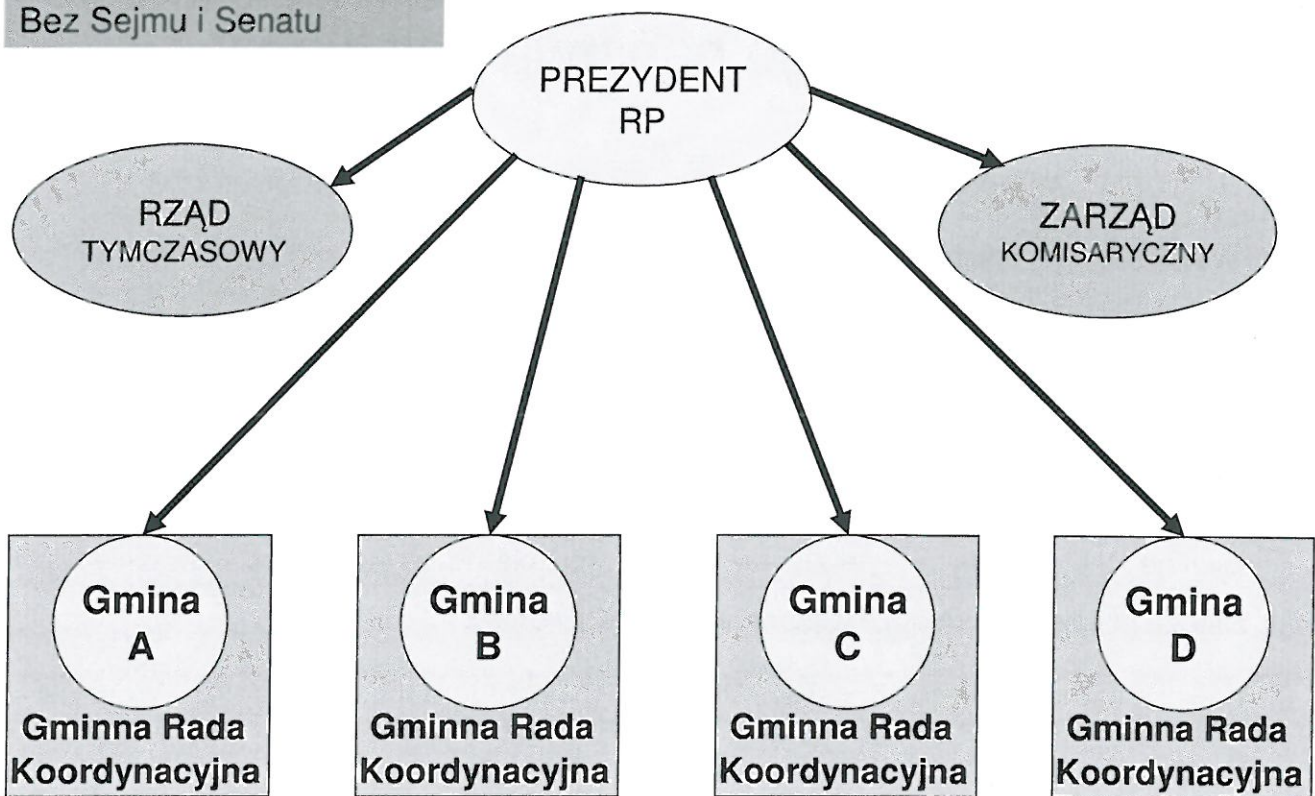 Bez Sejmu i Senatu
PREZYDENT
RP
RZĄD
TYMCZASOWY
ZARZĄD
KOMISARYCZNY
Gmina
A
Gminna Rada
Koordynacyjna
Gmina
B
Gminna Rada
Koordynacyjna
Gmina
C
Gminna Rada
Koordynacyjna
Gmina
D
Gminna Rada
Koordynacyjna